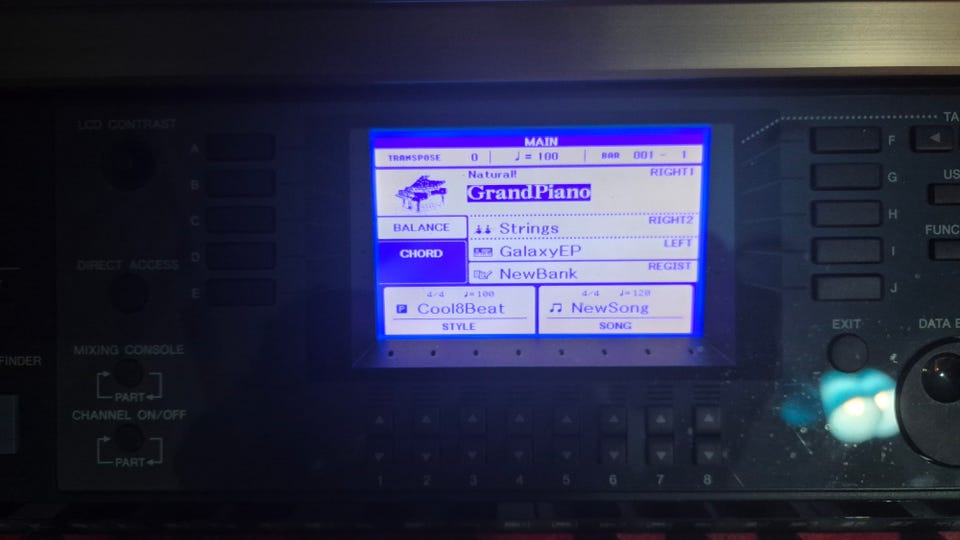 LCD CONTRAST
A
B
C
D
E
DIRECT ACCESS
MIXING CONSOLE
PART
CHANNEL ON/OFF
PART
FINDER
MAIN
TRANSPOSE 0 ♩= 100 BAR 001 - 1
Natural! RIGHT1
GrandPiano
BALANCE
CHORD
Strings RIGHT2
GalaxyEP LEFT
NewBank REGIST
4/4 ♩=100
P Cool8Beat
STYLE
4/4 ♩=120
NewSong
SONG
1 2 3 4 5 6 7 8
F
G
H
I
J
EXIT
TA
US
FUNC
DATA E